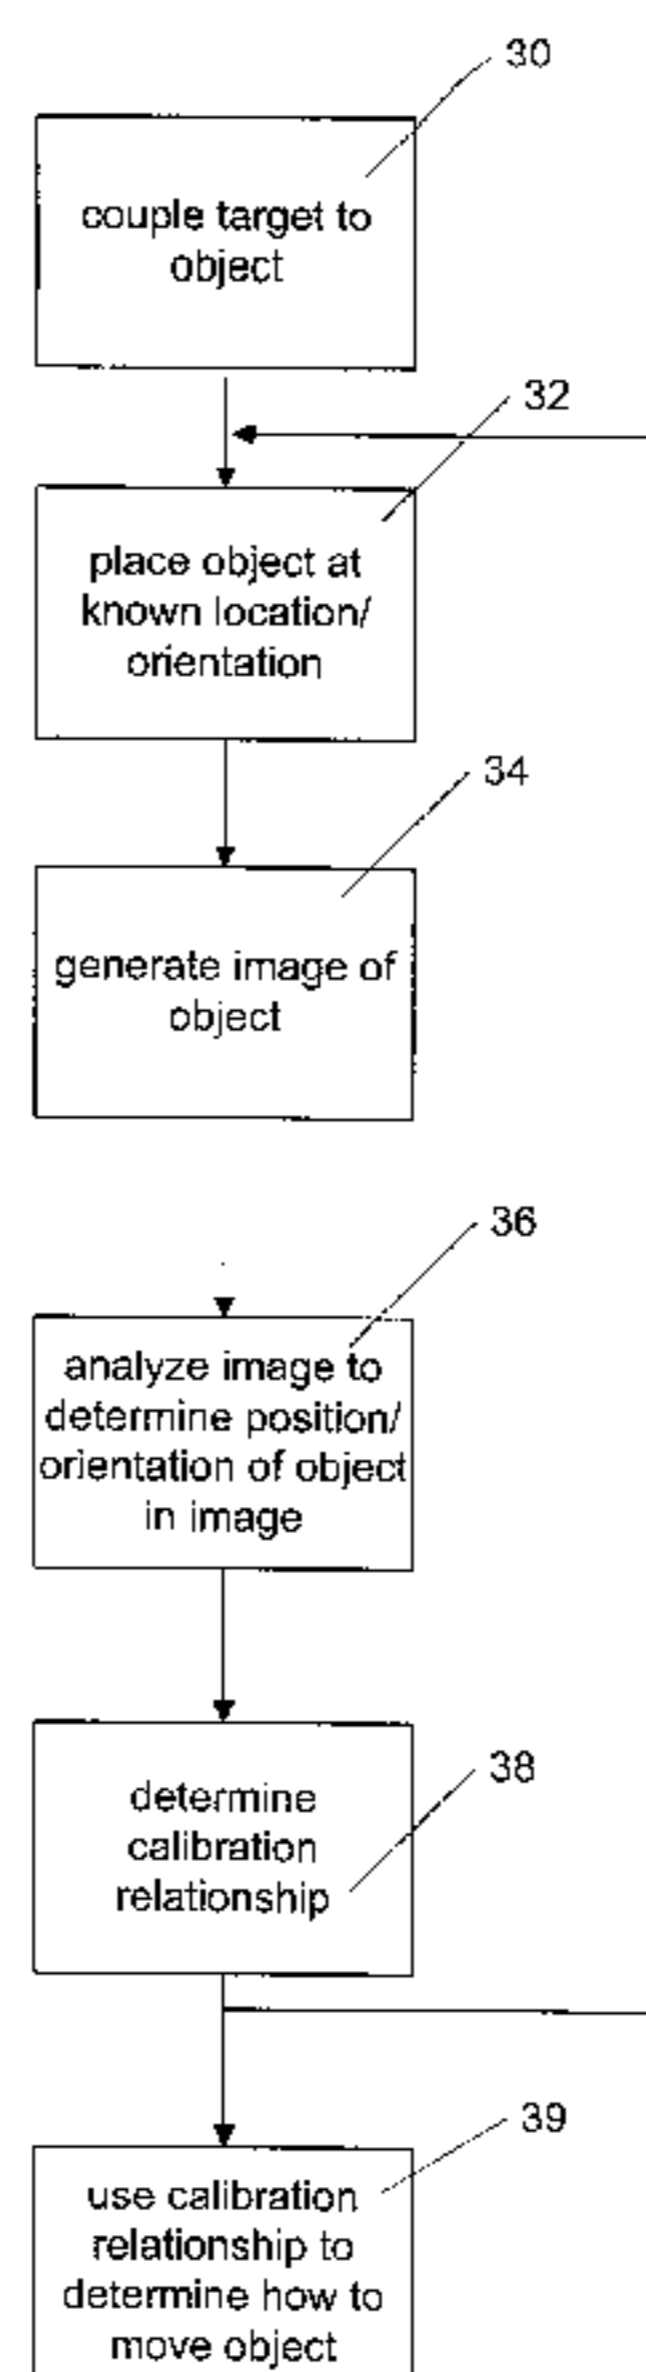 30
couple target to
object
32
place object at
known location/
orientation
34
generate image of
object
36
analyze image to
determine position/
orientation of object
in image
38
determine
calibration
relationship
39
use calibration
relationship to
determine how to
move object